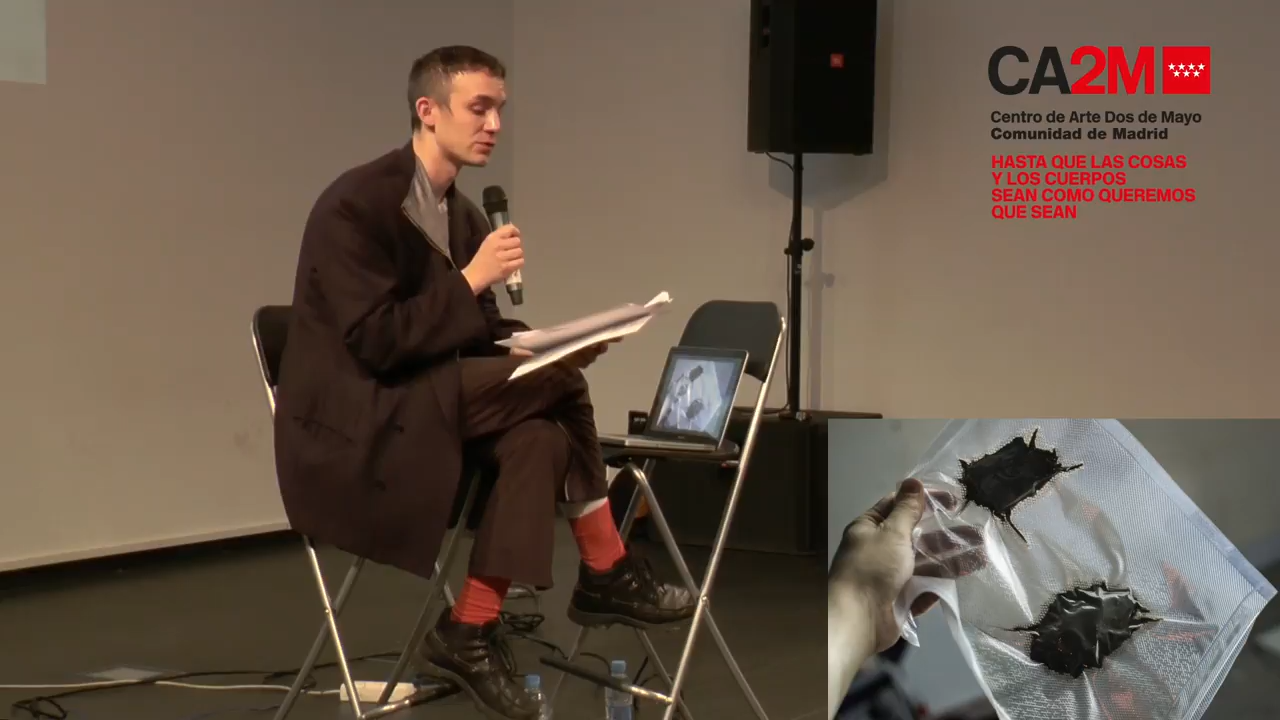 CA2M
Centro de Arte Dos de Mayo
Comunidad de Madrid
HASTA QUE LAS COSAS
Y LOS CUERPOS
SEAN COMO QUEREMOS
QUE SEAN